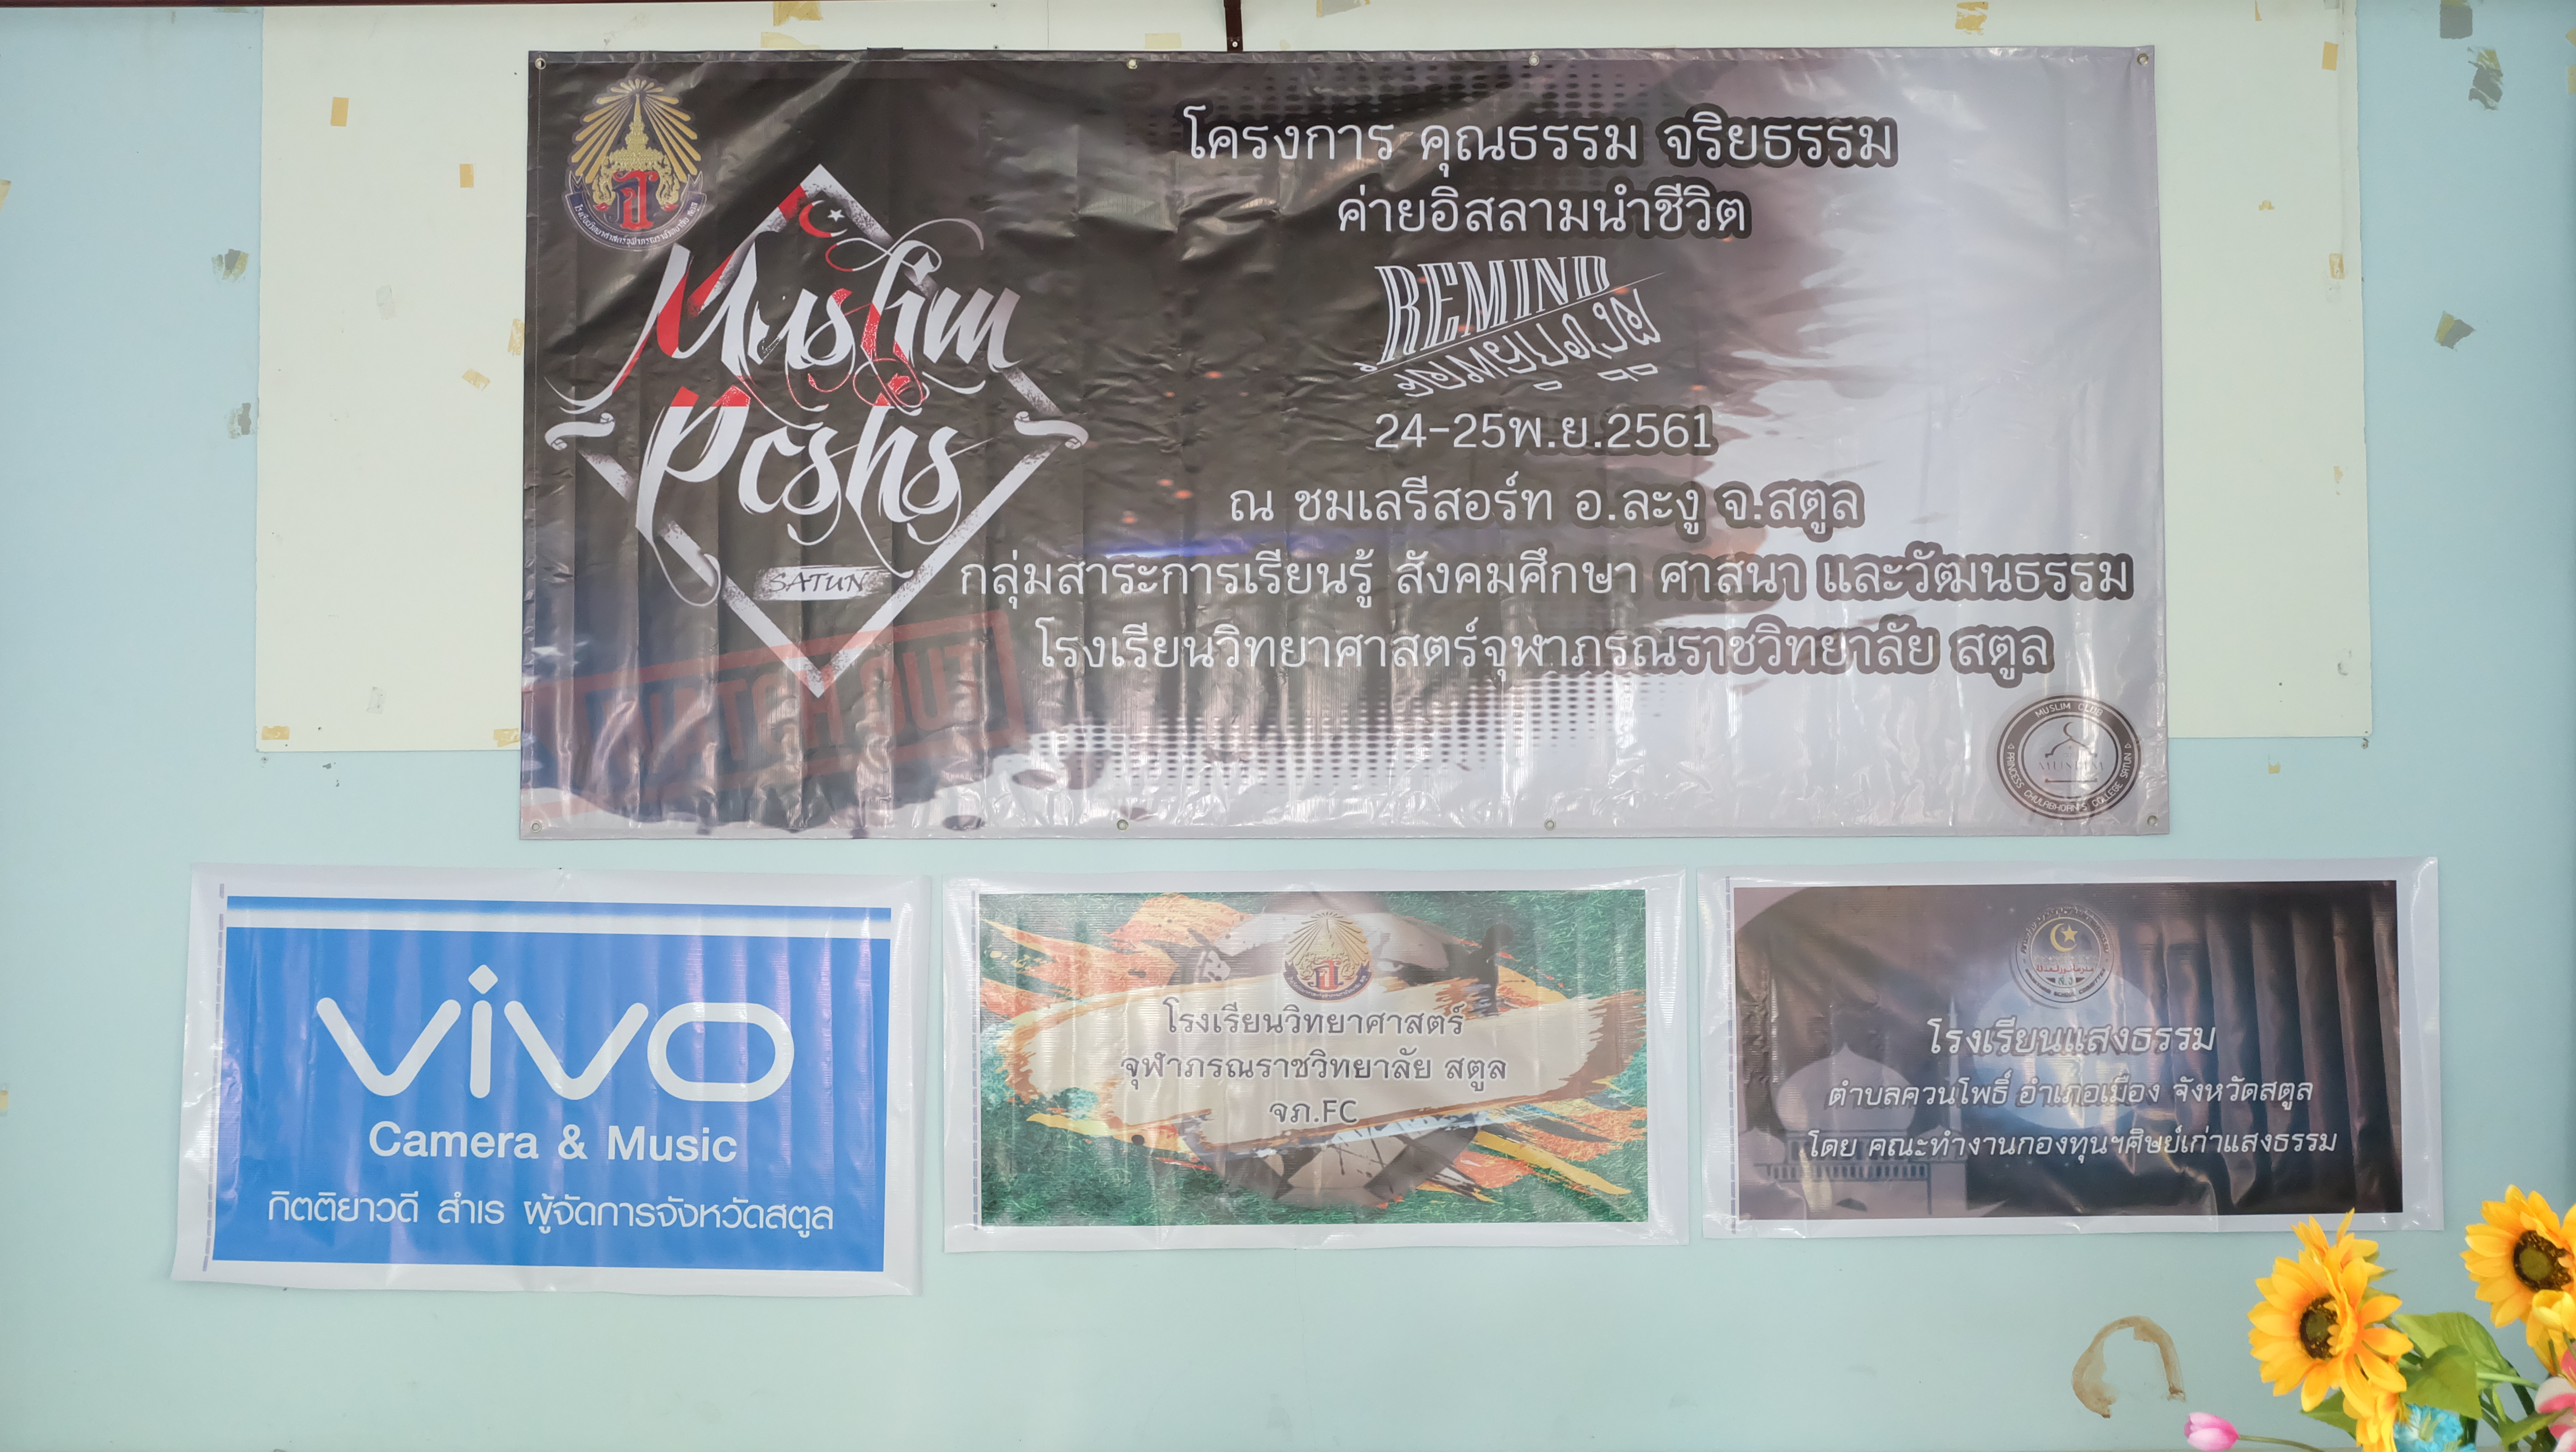 โครงการ คุณธรรม จริยธรรม
ค่ายอิสลามนำชีวิต
REMIND
24-25พ.ย.2561
ณ ชมเลรีสอร์ท อ.ละงู จ.สตูล
กลุ่มสาระการเรียนรู้ สังคมศึกษา ศาสนา และวัฒนธรรม
โรงเรียนวิทยาศาสตร์จุฬาภรณราชวิทยาลัย สตูล
Muslim
Pcshs
SATUN
WATCH OUT
MUSLIM CLUB
MUSLIM
PRINCESS CHULABHORN'S COLLEGE SATUN
vivo
Camera & Music
กิตติยาวดี สำเร ผู้จัดการจังหวัดสตูล
โรงเรียนวิทยาศาสตร์
จุฬาภรณราชวิทยาลัย สตูล
จภ.FC
โรงเรียนแสงธรรม
ตำบลควนโพธิ์ อำเภอเมือง จังหวัดสตูล
โดย คณะทำงานกองทุนฯศิษย์เก่าแสงธรรม